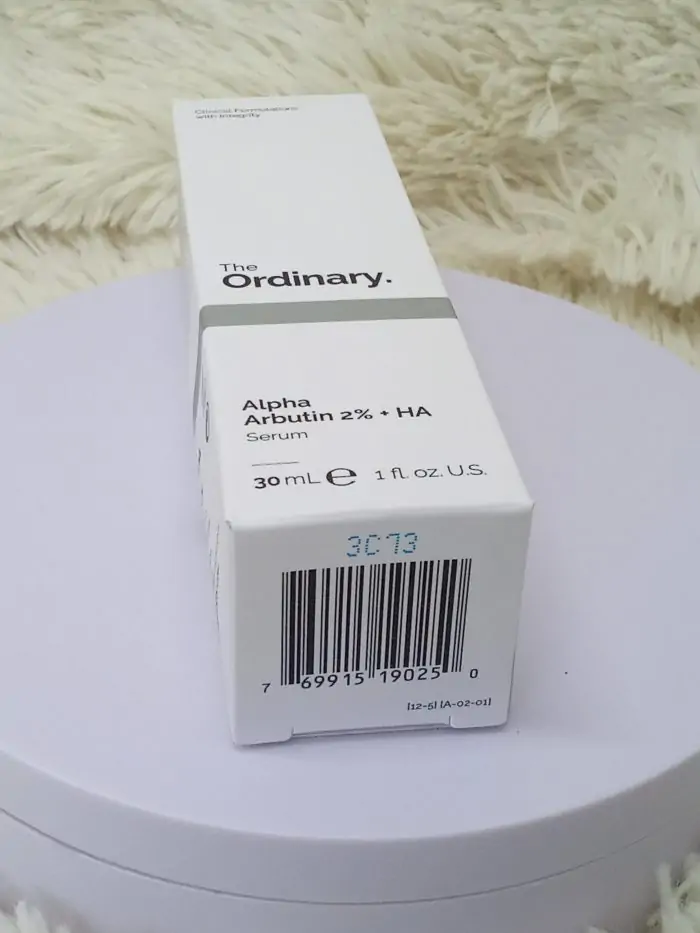 Clinical Formulations
with Integrity
The
Ordinary.
Alpha
Arbutin 2% + HA
Serum
30 mL ℮ 1 fl. oz. U.S.
3C73
7 69915 19025 0
[12-5] [A-02-01]